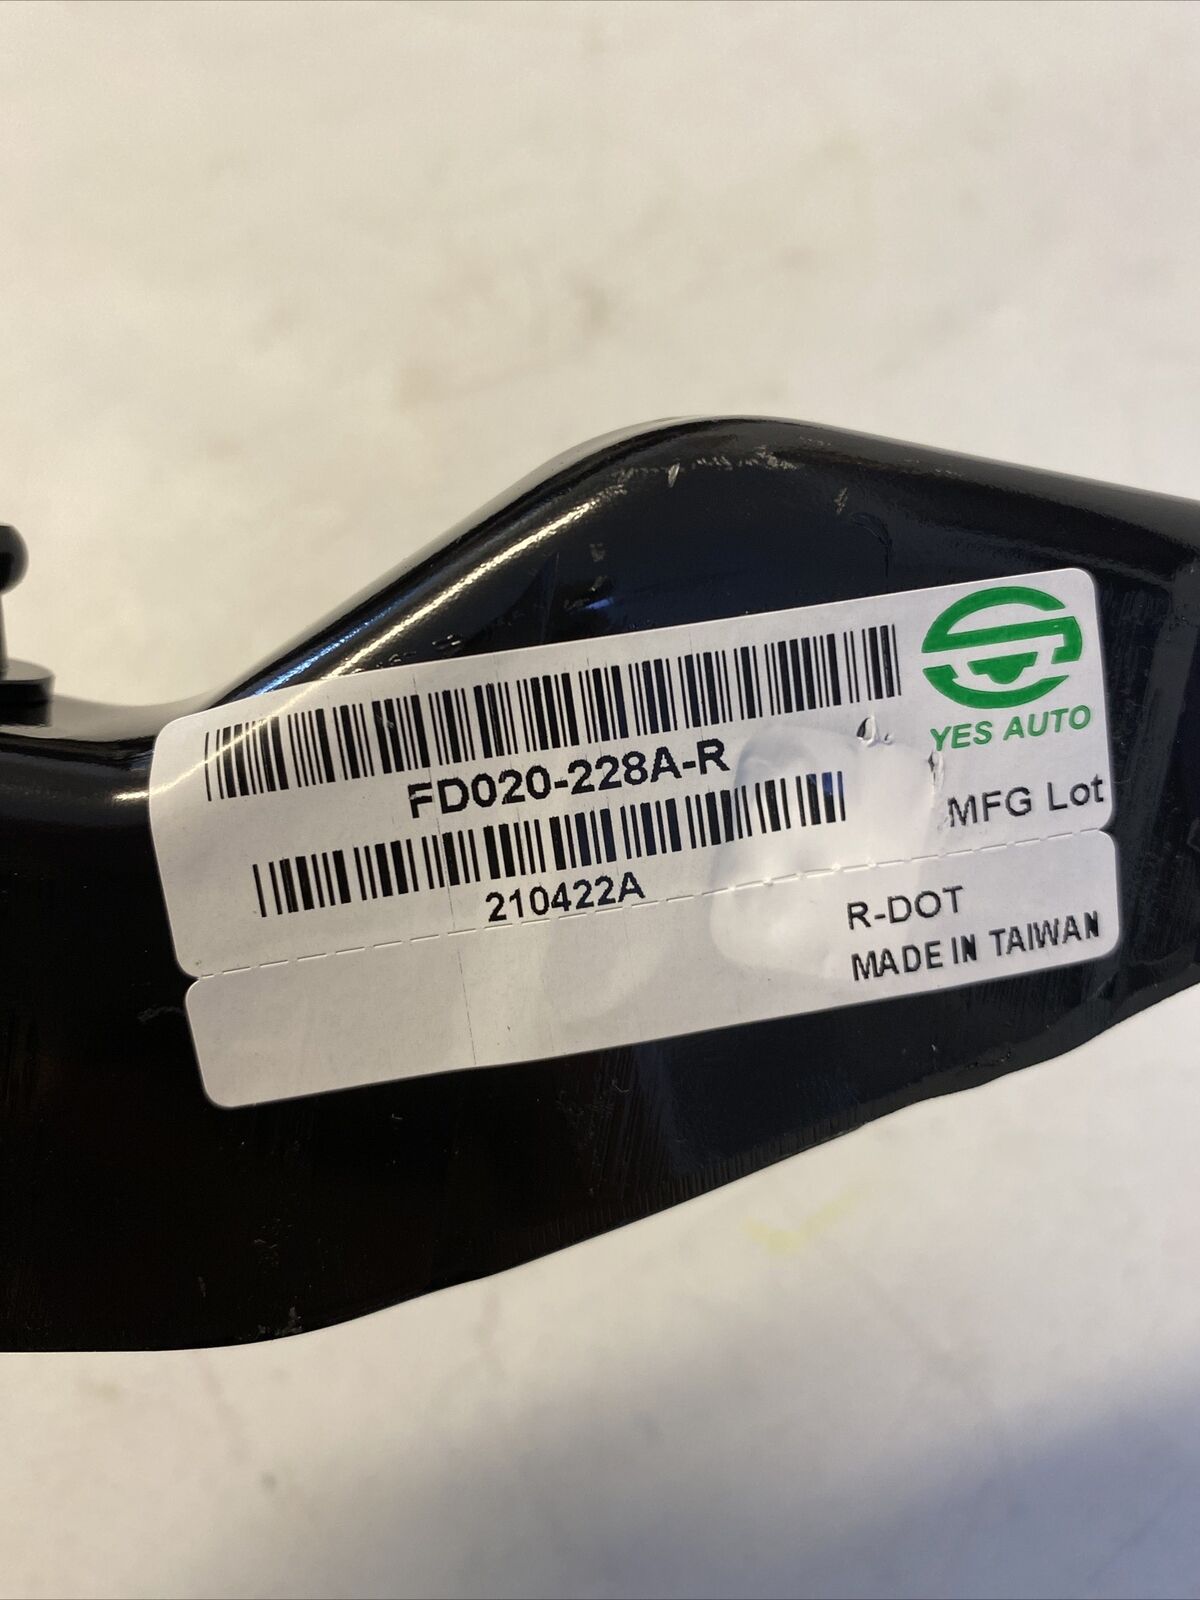 FD020-228A-R
YES AUTO
MFG Lot
210422A
R-DOT
MADE IN TAIWAN